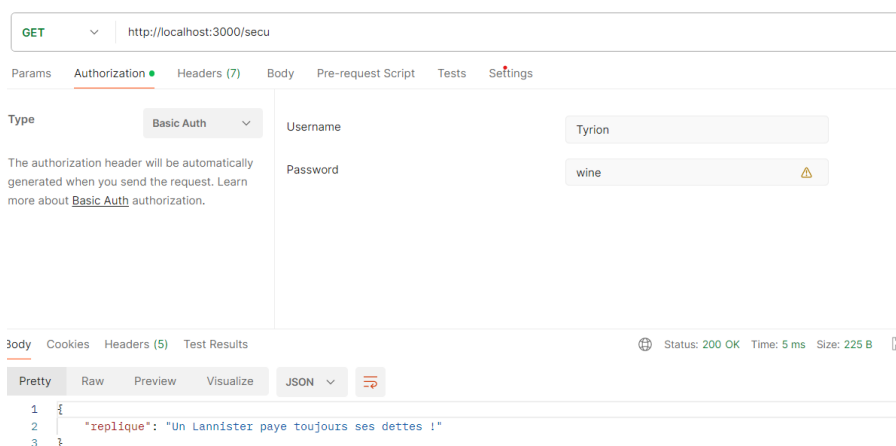 GET http://localhost:3000/secu
Params Authorization Headers (7) Body Pre-request Script Tests Settings
Type Basic Auth
Username Tyrion
The authorization header will be automatically
generated when you send the request. Learn
more about Basic Auth authorization.
Password wine
Body Cookies Headers (5) Test Results Status: 200 OK Time: 5 ms Size: 225 B
Pretty Raw Preview Visualize JSON
1 {
2 "replique": "Un Lannister paye toujours ses dettes !"
3 }